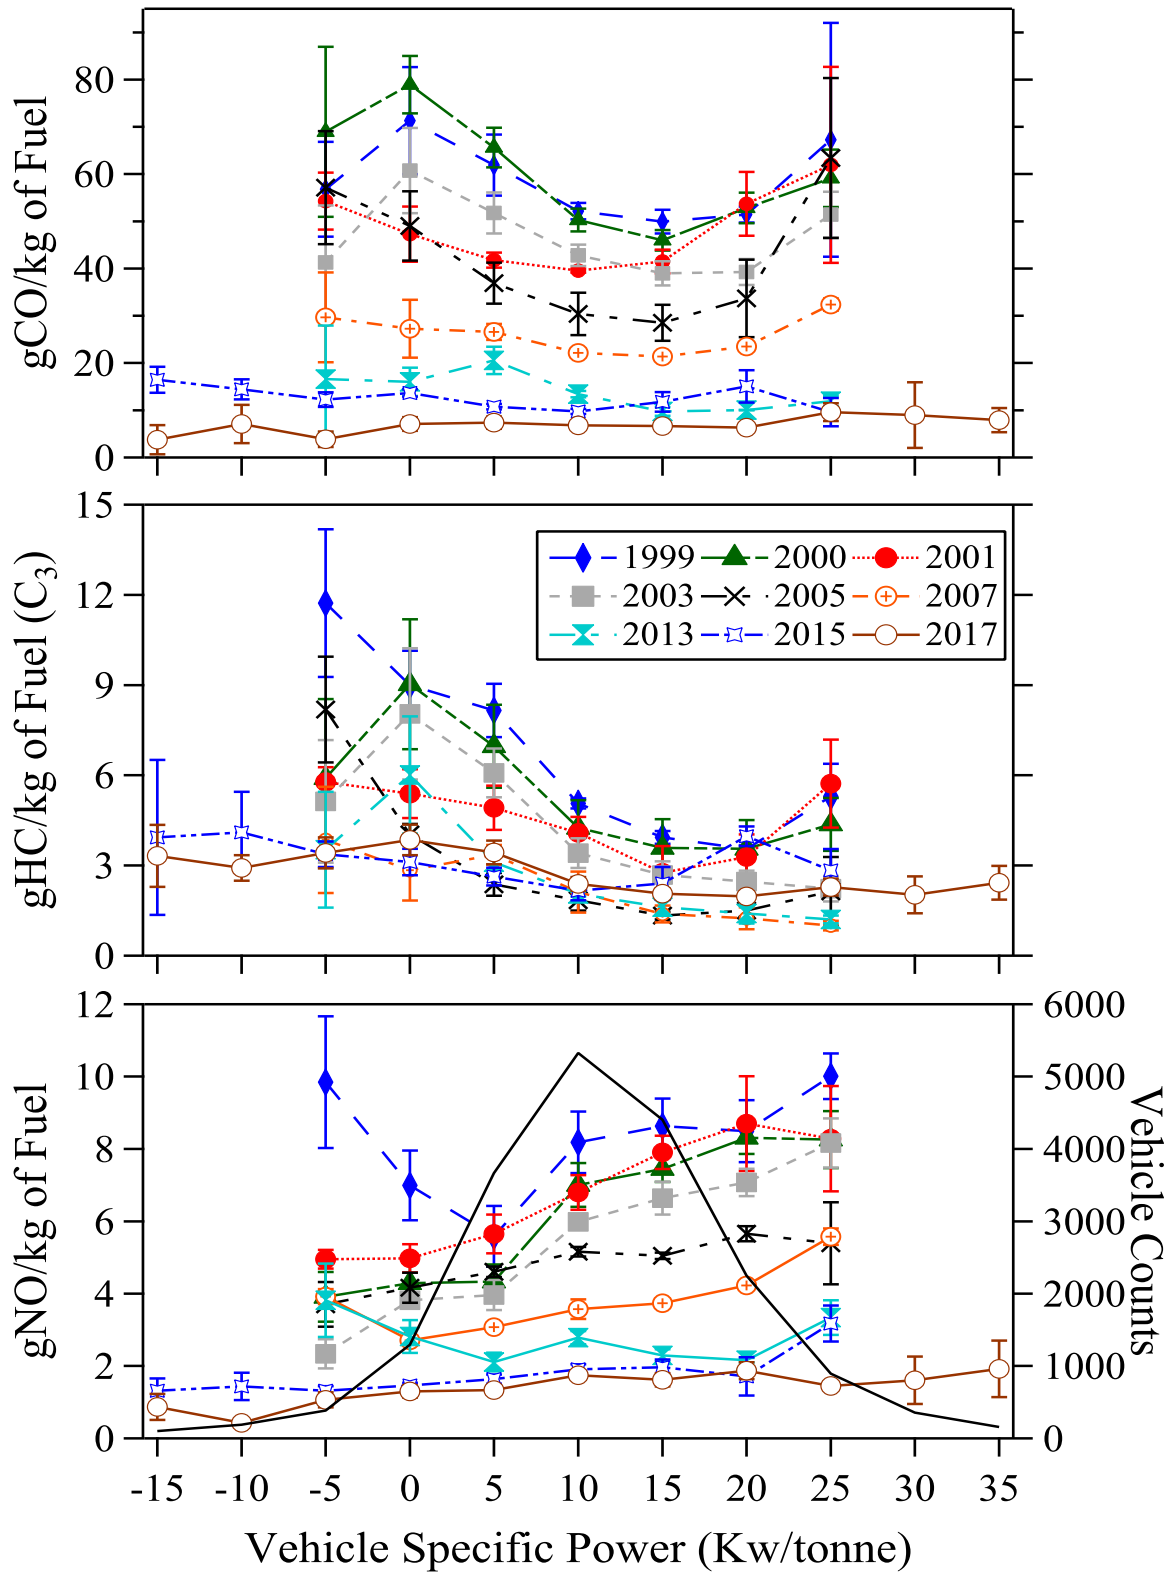 80
60
40
20
0
gCO/kg of Fuel
15
12
9
6
3
0
gHC/kg of Fuel (C₃)
1999 2000 2001
2003 2005 2007
2013 2015 2017
12
10
8
6
4
2
0
gNO/kg of Fuel
6000
5000
4000
3000
2000
1000
0
Vehicle Counts
-15 -10 -5 0 5 10 15 20 25 30 35
Vehicle Specific Power (Kw/tonne)